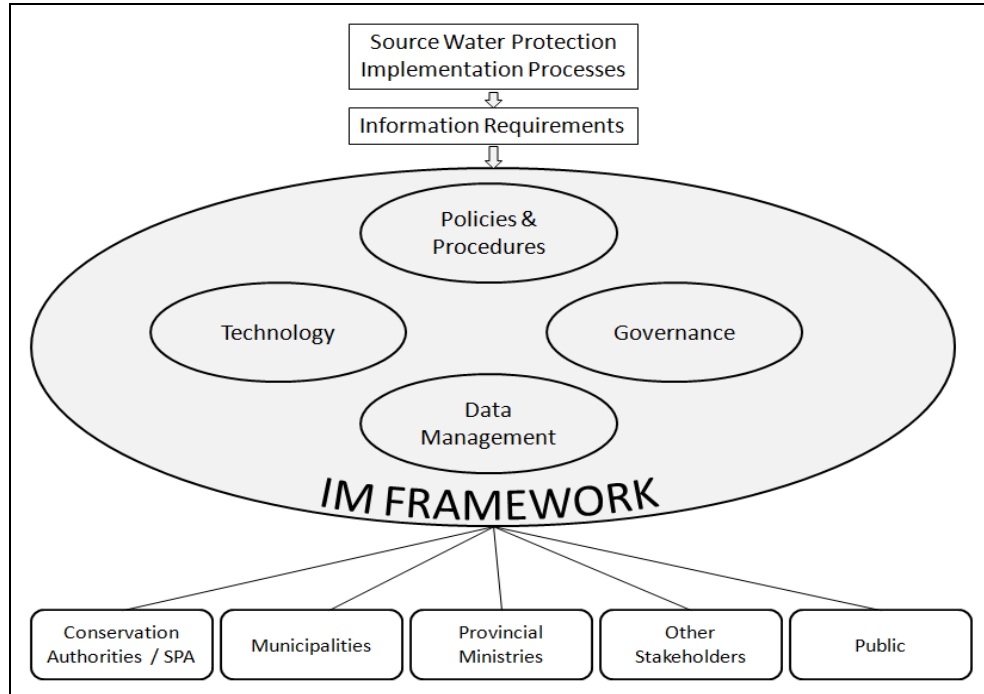 Source Water Protection
Implementation Processes
Information Requirements
Policies &
Procedures
Technology
Governance
Data
Management
IM FRAMEWORK
Conservation
Authorities / SPA
Municipalities
Provincial
Ministries
Other
Stakeholders
Public